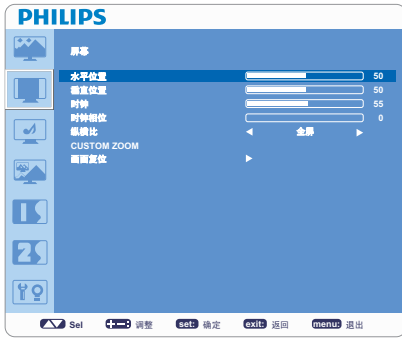 PHILIPS
屏幕
水平位置 50
垂直位置 50
时钟 55
时钟相位 0
纵横比 全屏
CUSTOM ZOOM
画面复位
Sel 调整 set: 确定 exit: 返回 menu: 退出